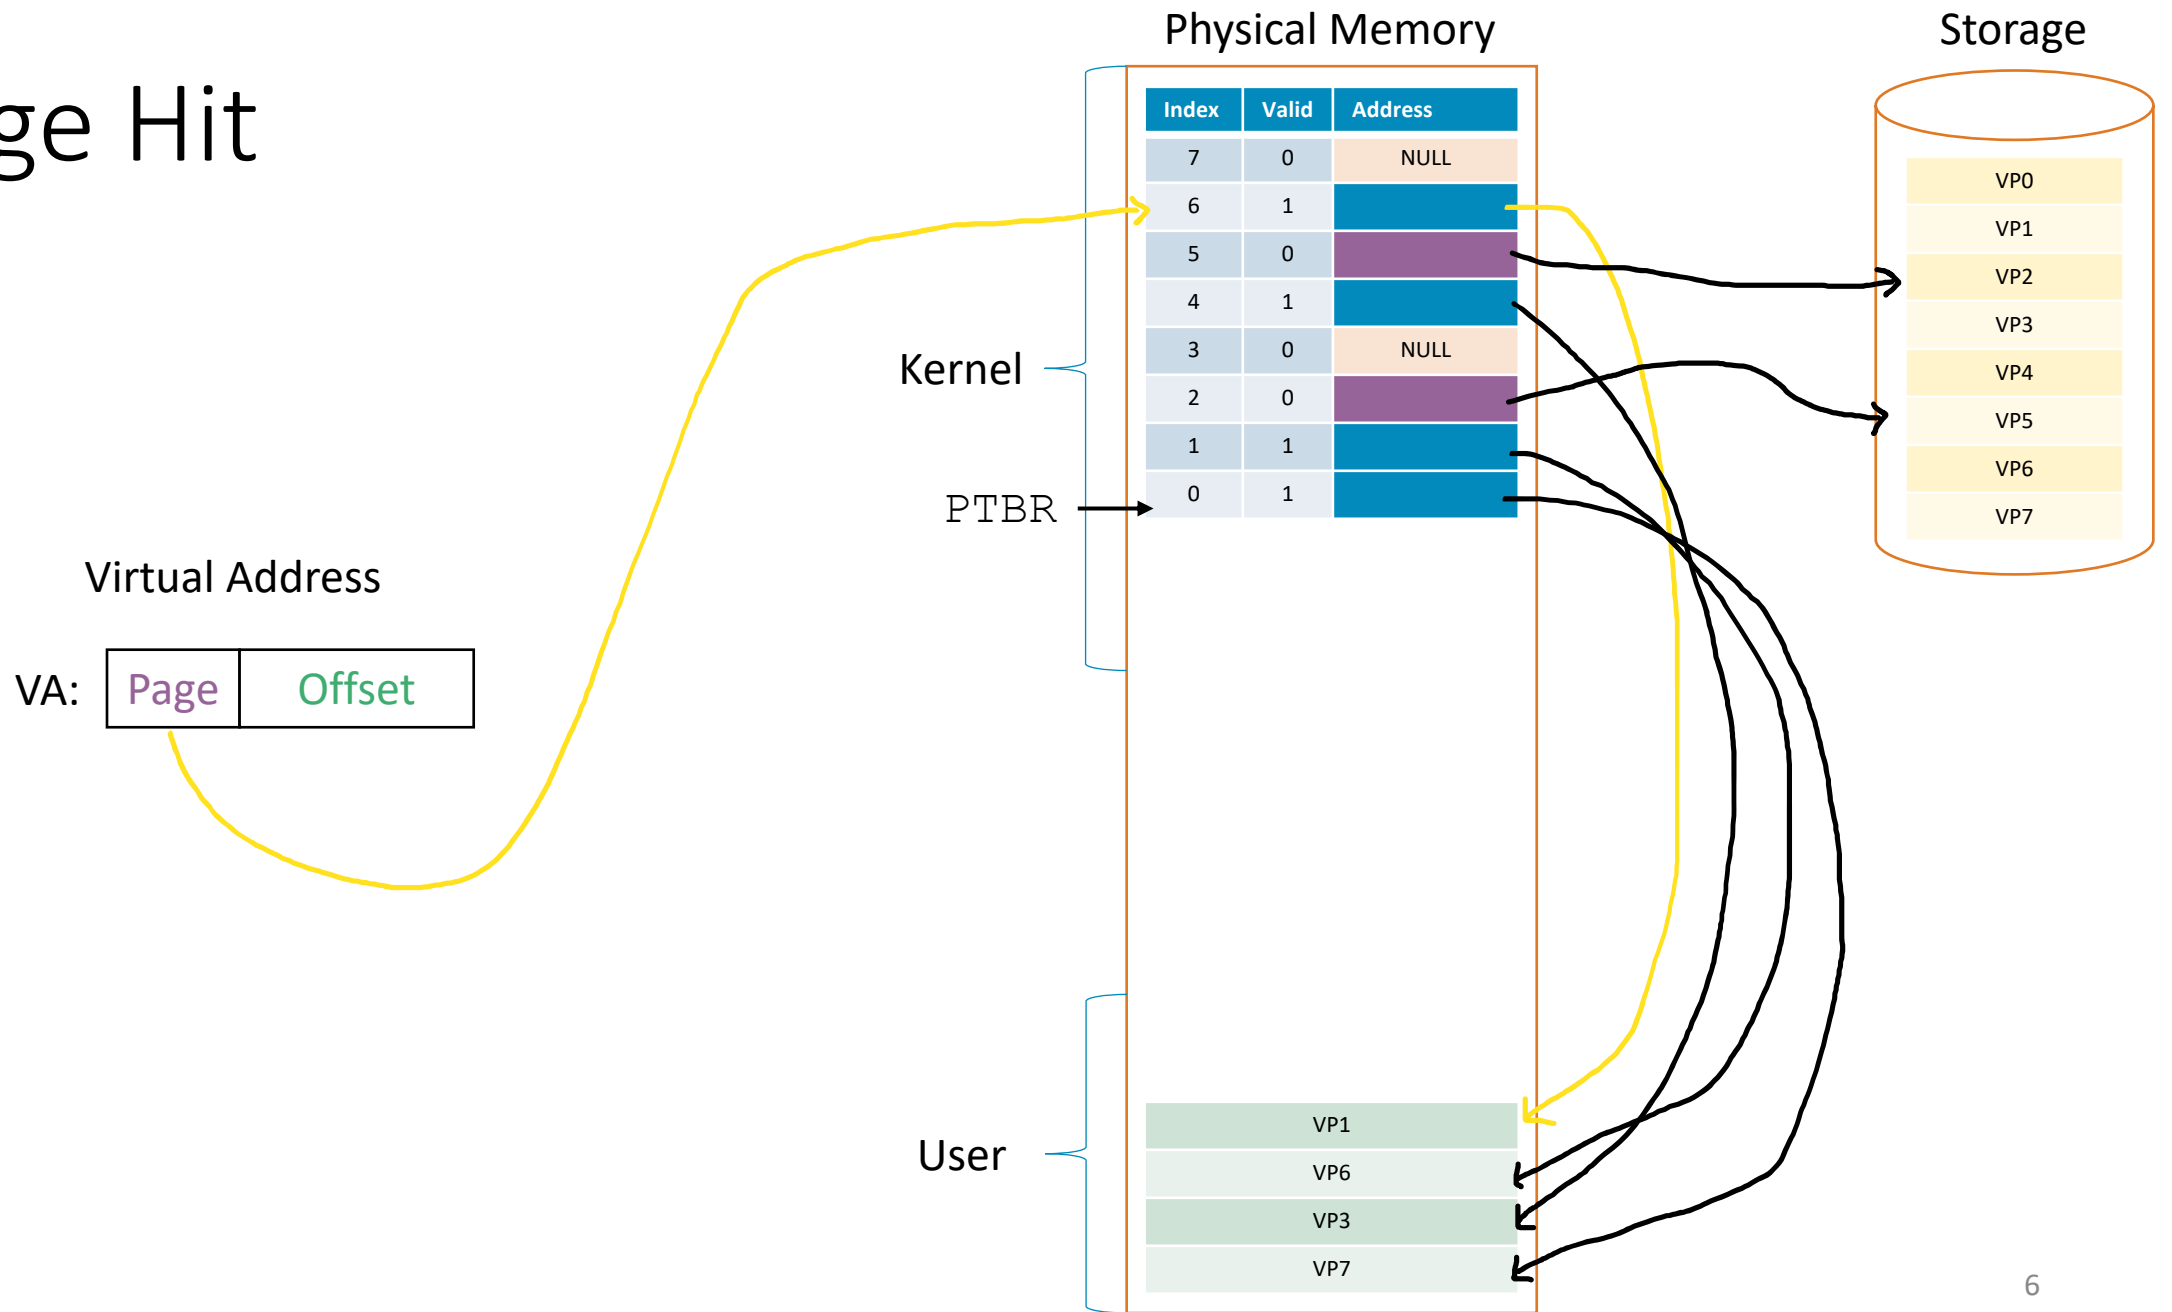 ge Hit
Physical Memory
Storage
Index Valid Address
7 0 NULL
6 1
5 0
4 1
3 0 NULL
2 0
1 1
0 1
Kernel
PTBR
VP0
VP1
VP2
VP3
VP4
VP5
VP6
VP7
Virtual Address
VA: Page Offset
User
VP1
VP6
VP3
VP7
6